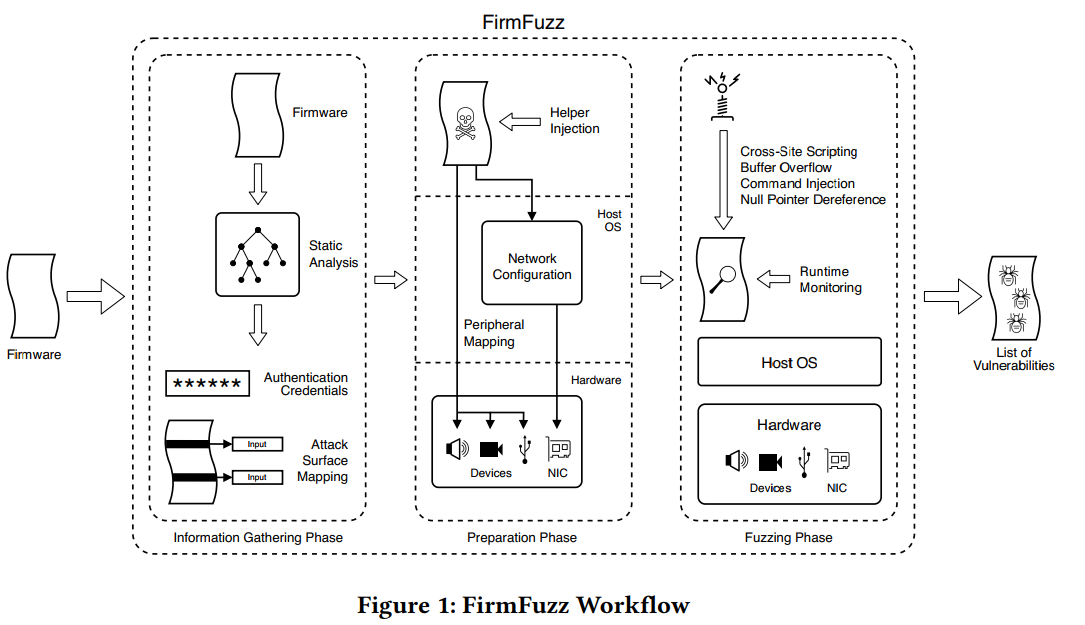 FirmFuzz
Firmware
Firmware
Static
Analysis
******
Authentication
Credentials
Input
Input
Attack
Surface
Mapping
Information Gathering Phase
Helper
Injection
Host
OS
Network
Configuration
Peripheral
Mapping
Hardware
Devices
NIC
Preparation Phase
Cross-Site Scripting
Buffer Overflow
Command Injection
Null Pointer Dereference
Runtime
Monitoring
Host OS
Hardware
Devices
NIC
Fuzzing Phase
List of
Vulnerabilities
Figure 1: FirmFuzz Workflow